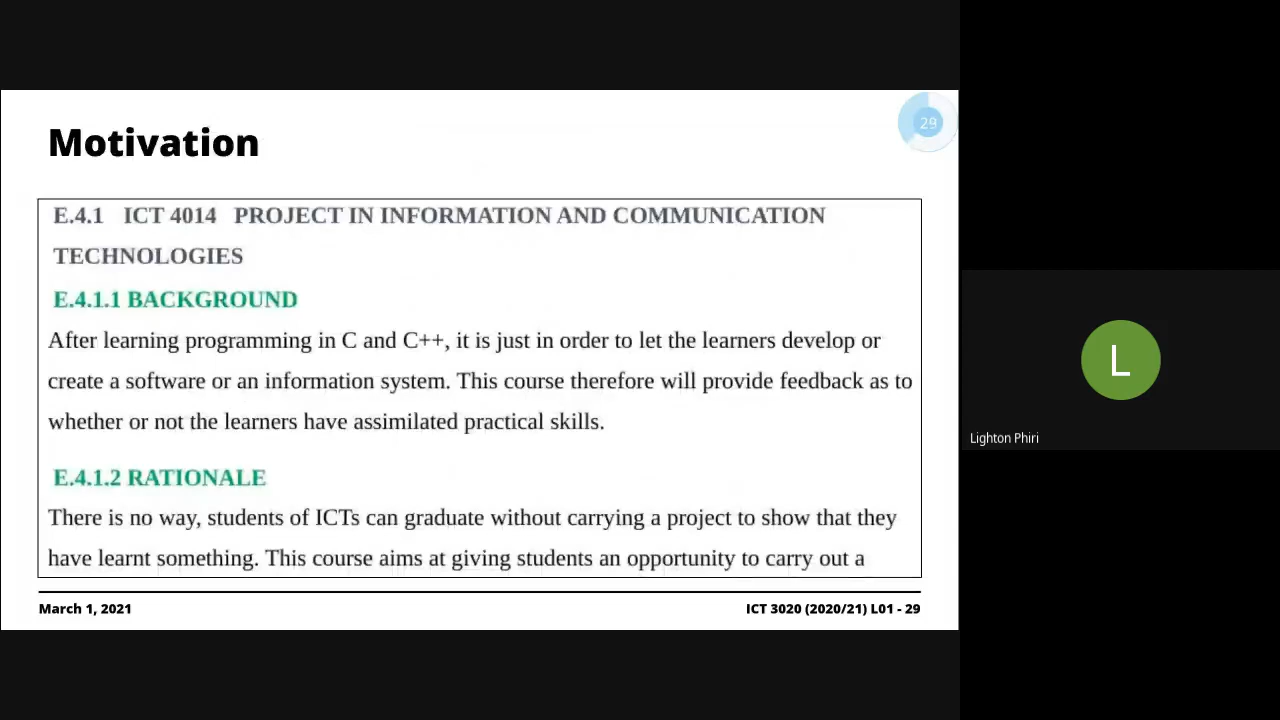 Motivation
29
E.4.1 ICT 4014 PROJECT IN INFORMATION AND COMMUNICATION
TECHNOLOGIES
E.4.1.1 BACKGROUND
After learning programming in C and C++, it is just in order to let the learners develop or
create a software or an information system. This course therefore will provide feedback as to
whether or not the learners have assimilated practical skills.
E.4.1.2 RATIONALE
There is no way, students of ICTs can graduate without carrying a project to show that they
have learnt something. This course aims at giving students an opportunity to carry out a
March 1, 2021
ICT 3020 (2020/21) L01 - 29
L
Lighton Phiri